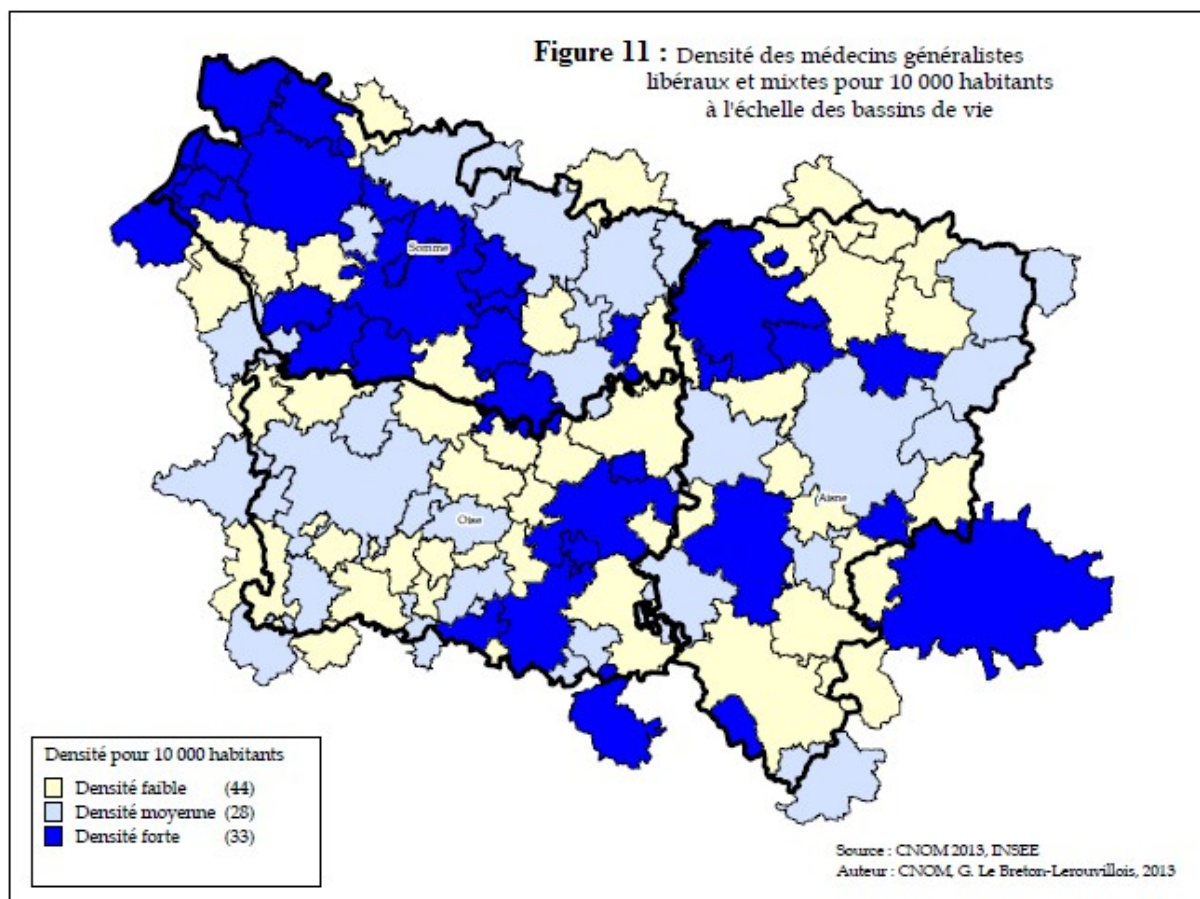 Figure 11 : Densité des médecins généralistes
libéraux et mixtes pour 10 000 habitants
à l'échelle des bassins de vie
Somme
Aisne
Oise
Densité pour 10 000 habitants
Densité faible (44)
Densité moyenne (28)
Densité forte (33)
Source : CNOM 2013, INSEE
Auteur : CNOM, G. Le Breton-Lerouvillois, 2013